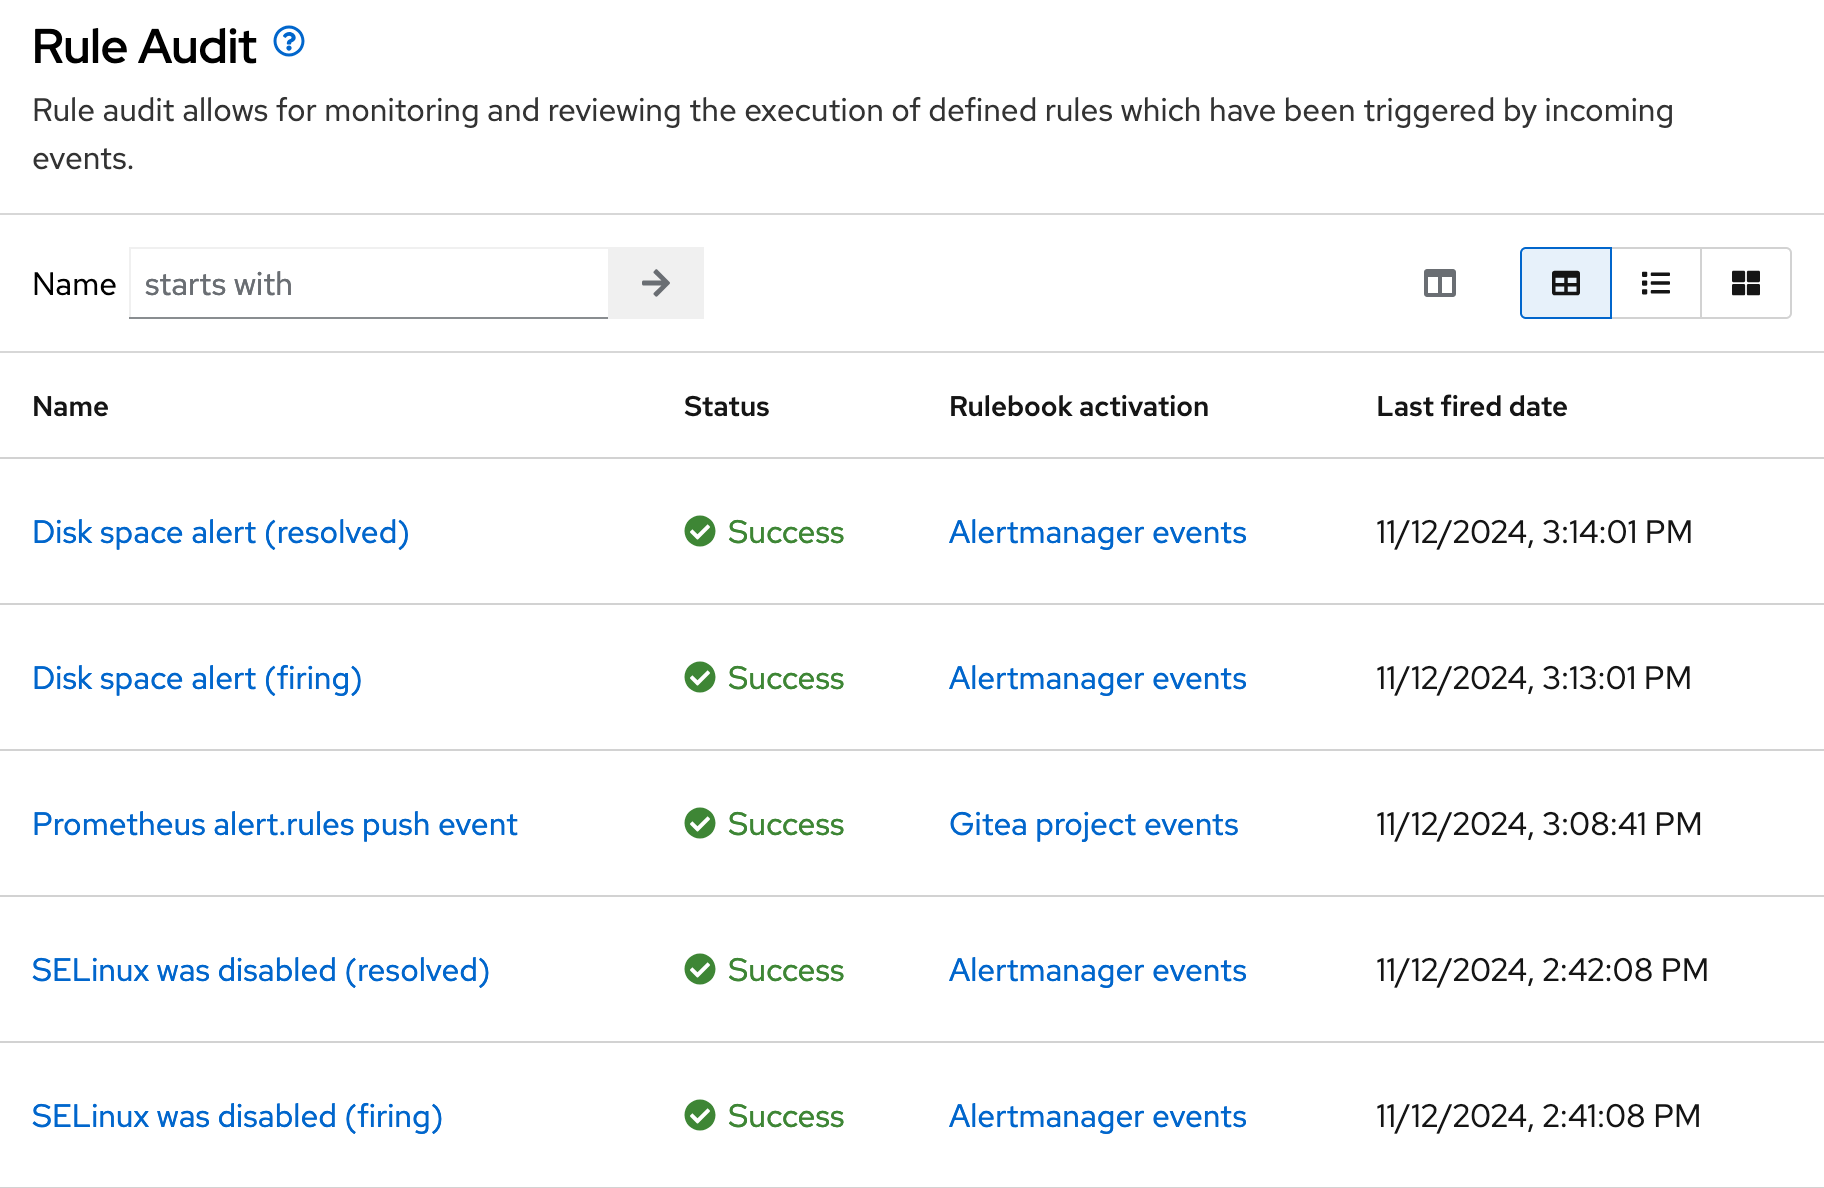 Rule Audit
Rule audit allows for monitoring and reviewing the execution of defined rules which have been triggered by incoming
events.
Name starts with
Name Status Rulebook activation Last fired date
Disk space alert (resolved) Success Alertmanager events 11/12/2024, 3:14:01 PM
Disk space alert (firing) Success Alertmanager events 11/12/2024, 3:13:01 PM
Prometheus alert.rules push event Success Gitea project events 11/12/2024, 3:08:41 PM
SELinux was disabled (resolved) Success Alertmanager events 11/12/2024, 2:42:08 PM
SELinux was disabled (firing) Success Alertmanager events 11/12/2024, 2:41:08 PM